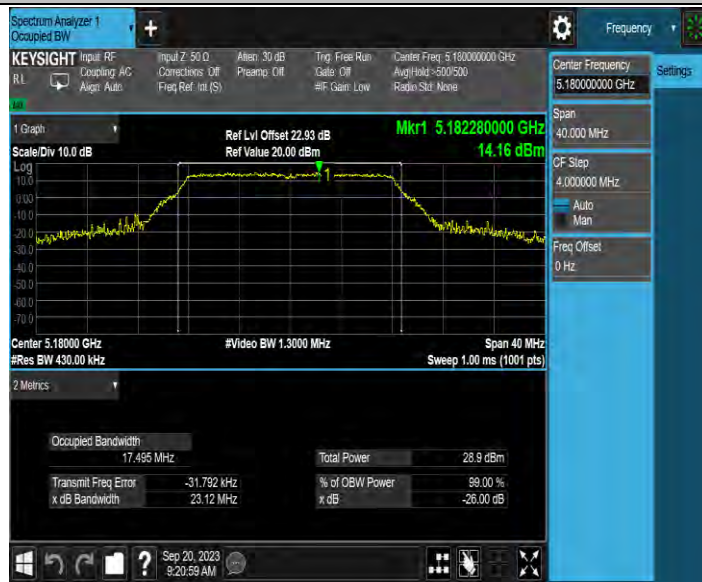 Spectrum Analyzer 1
Occupied BW
+
Frequency
KEYSIGHT
Input: RF
Coupling: AC
Align: Auto
Input Z: 50 Ω
Corrections: Off
Freq Ref: Int (S)
Atten: 30 dB
Preamp: Off
Trig: Free Run
Gate: Off
#IF Gain: Low
Center Freq: 5.180000000 GHz
Avg|Hold:>500/500
Radio Std: None
RL
Center Frequency
5.180000000 GHz
Settings
Span
40.000 MHz
CF Step
4.000000 MHz
Auto
Man
Freq Offset
0 Hz
1 Graph
Scale/Div 10.0 dB
Ref Lvl Offset 22.93 dB
Ref Value 20.00 dBm
Mkr1 5.182280000 GHz
14.16 dBm
Log
10.0
0.00
-10.0
-20.0
-30.0
-40.0
-50.0
-60.0
-70.0
1
Center 5.18000 GHz
#Res BW 430.00 kHz
#Video BW 1.3000 MHz
Span 40 MHz
Sweep 1.00 ms (1001 pts)
2 Metrics
Occupied Bandwidth
17.495 MHz
Total Power 28.9 dBm
Transmit Freq Error -31.792 kHz
% of OBW Power 99.00 %
x dB Bandwidth 23.12 MHz
x dB -26.00 dB
?
Sep 20, 2023
9:20:59 AM